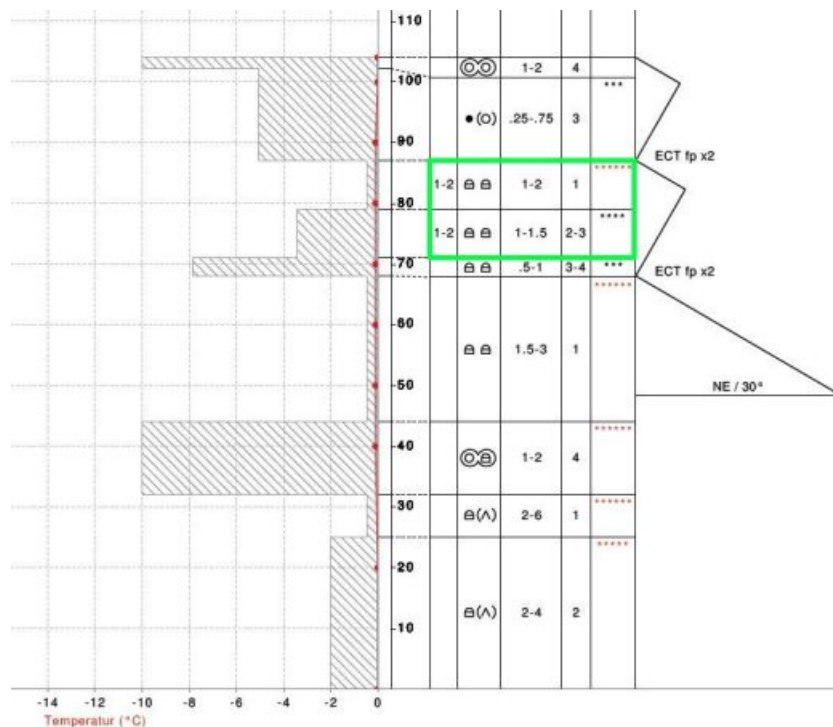 110
1-2 4
100
***
.25-.75 3
90
ECT fp x2
******
1-2 1-2 1
80
****
1-2 1-1.5 2-3
70
.5-1 3-4 ***
ECT fp x2
******
60
1.5-3 1
50
NE / 30°
******
40
1-2 4
30
******
2-6 1
*****
20
(∧) 2-4 2
10
-14 -12 -10 -8 -6 -4 -2 0
Temperatur (°C)